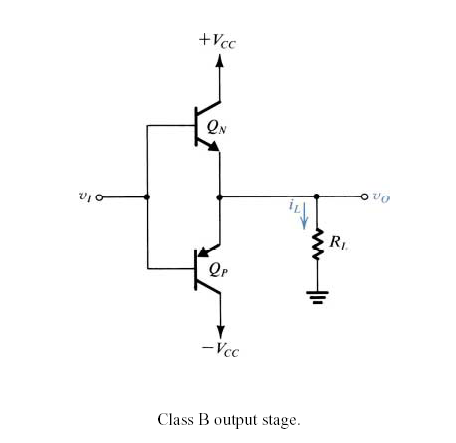 +VCC
QN
vI
iL
vO
RL
QP
−VCC
Class B output stage.